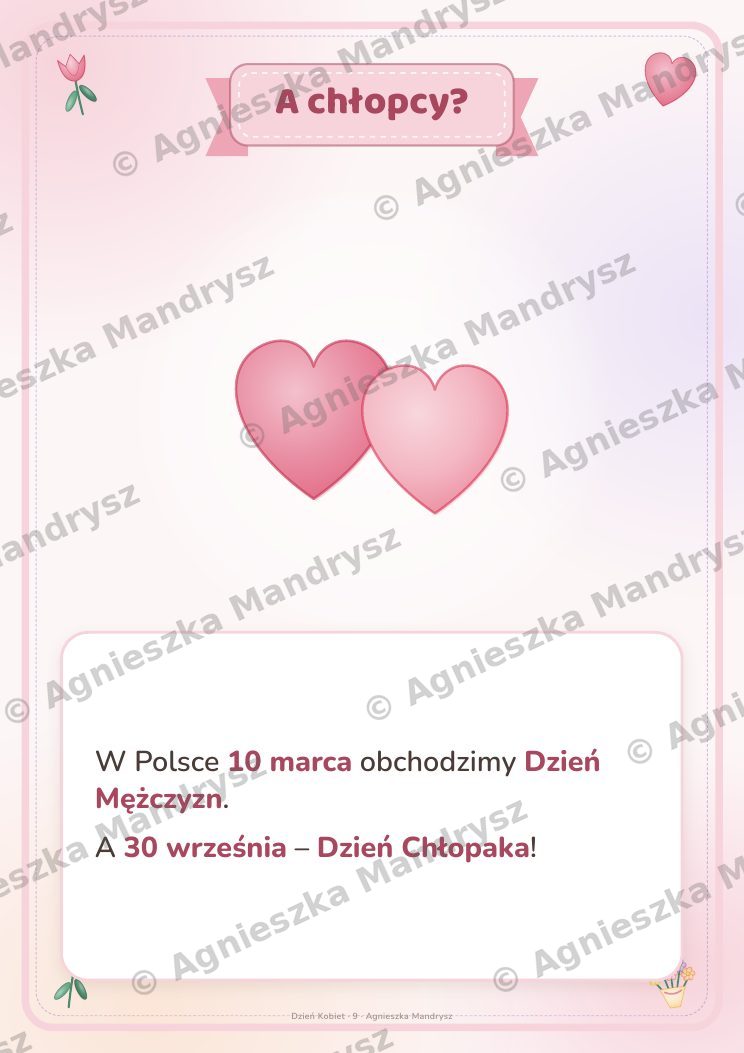 A chłopcy?
W Polsce 10 marca obchodzimy Dzień
Mężczyzn.
A 30 września – Dzień Chłopaka!
Dzień Kobiet · 9 · Agnieszka Mandrysz
© Agnieszka Mandrysz